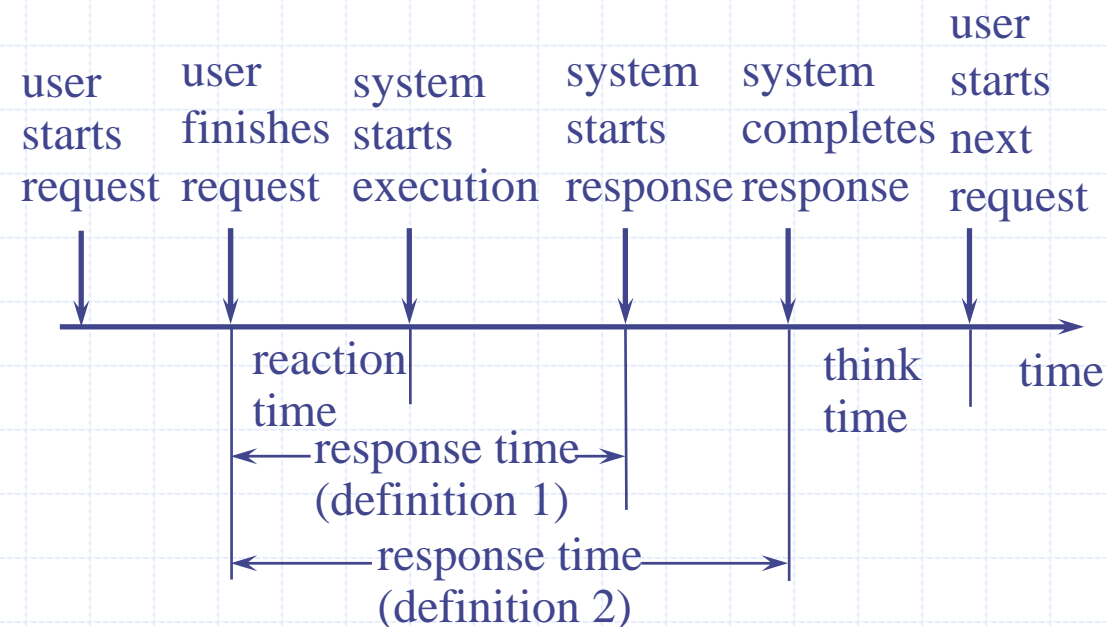 user
starts
request
user
finishes
request
system
starts
execution
system
starts
response
system
completes
response
user
starts
next
request
reaction
time
think
time
time
response time
(definition 1)
response time
(definition 2)